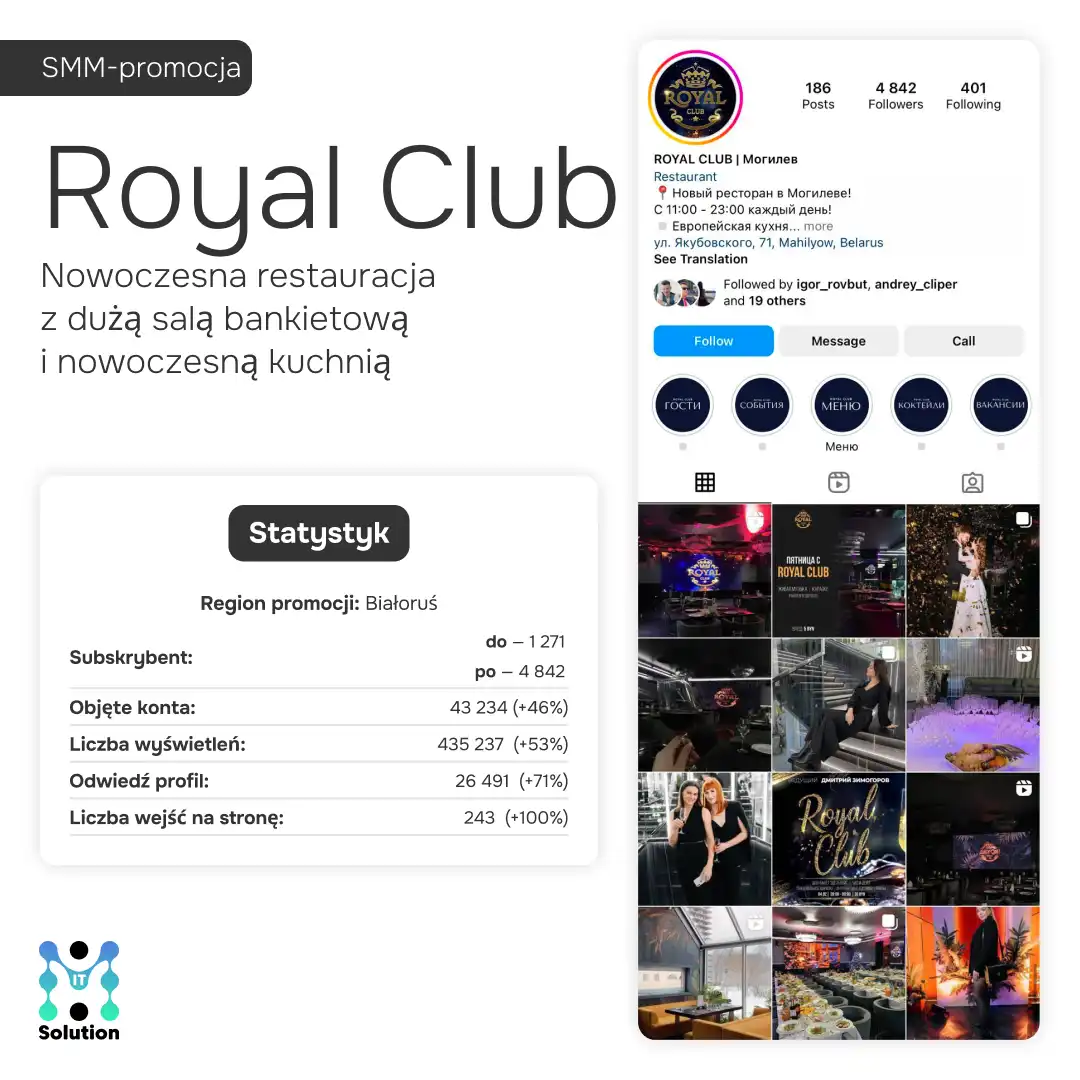 SMM-promocja
Royal Club
Nowoczesna restauracja
z dużą salą bankietową
i nowoczesną kuchnią
Statystyk
Region promocji: Białoruś
Subskrybent:
do – 1 271
po – 4 842
Objęte konta: 43 234 (+46%)
Liczba wyświetleń: 435 237 (+53%)
Odwiedź profil: 26 491 (+71%)
Liczba wejść na stronę: 243 (+100%)
IT
Solution
ROYAL
CLUB
186 4 842 401
Posts Followers Following
ROYAL CLUB | Могилев
Restaurant
Новый ресторан в Могилеве!
С 11:00 - 23:00 каждый день!
Европейская кухня... more
ул. Якубовского, 71, Mahilyow, Belarus
See Translation
Followed by igor_rovbut, andrey_cliper
and 19 others
Follow Message Call
ГОСТИ СОБЫТИЯ МЕНЮ КОКТЕЙЛИ ВАКАНСИИ
Меню
ROYAL
CLUB
ROYAL
ПЯТНИЦА С
ROYAL CLUB
ROYAL
ВЕДУЩИЙ ДМИТРИЙ ЗИМОГОРОВ
Royal
Club